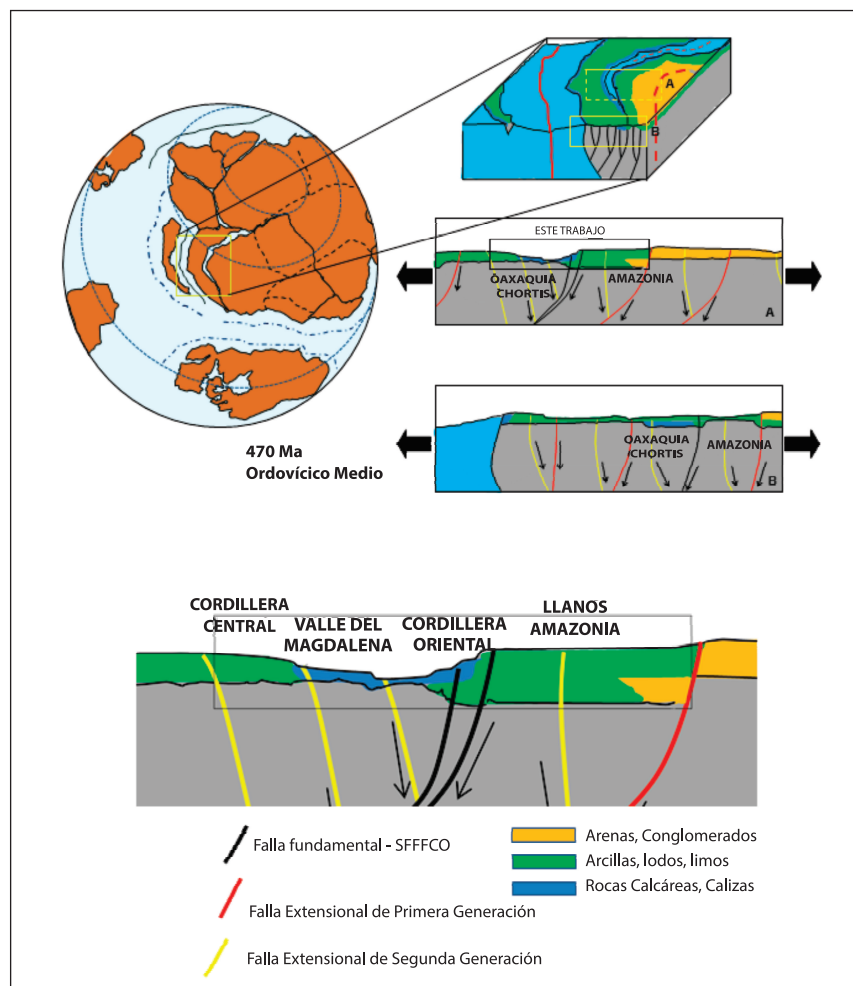 A
B
ESTE TRABAJO
OAXAQUIA
CHORTIS
AMAZONIA
A
470 Ma
Ordovícico Medio
OAXAQUIA
CHORTIS
AMAZONIA
B
CORDILLERA
CENTRAL
VALLE DEL
MAGDALENA
CORDILLERA
ORIENTAL
LLANOS
AMAZONIA
Falla fundamental - SFFFCO
Falla Extensional de Primera Generación
Falla Extensional de Segunda Generación
Arenas, Conglomerados
Arcillas, lodos, limos
Rocas Calcáreas, Calizas